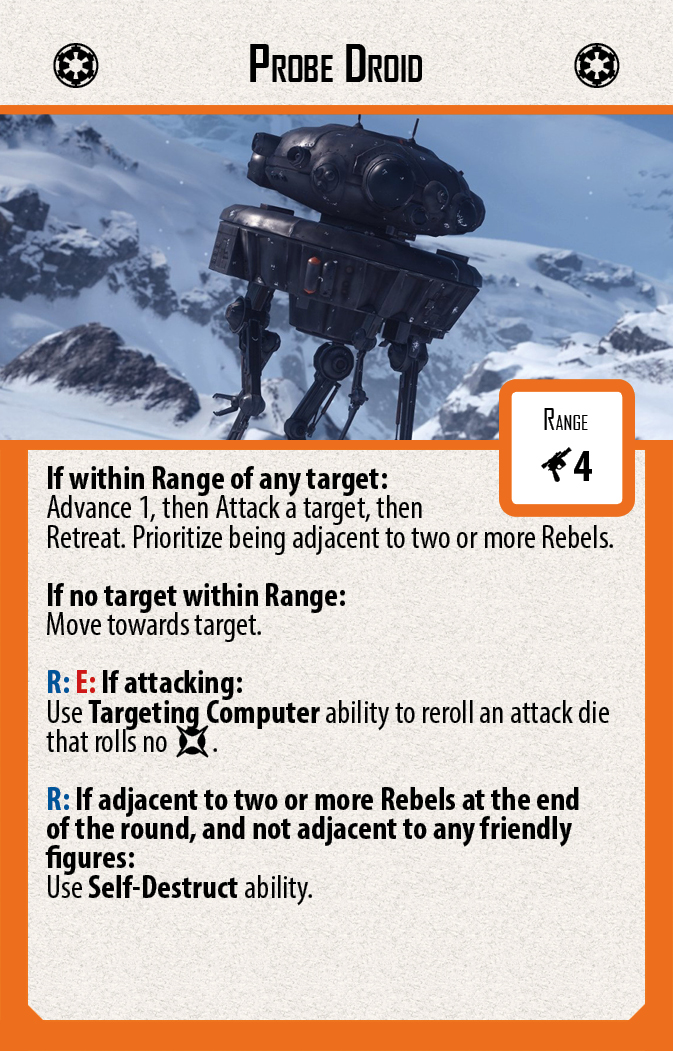 Probe Droid
Range
4
If within Range of any target:
Advance 1, then Attack a target, then
Retreat. Prioritize being adjacent to two or more Rebels.
If no target within Range:
Move towards target.
R: E: If attacking:
Use Targeting Computer ability to reroll an attack die
that rolls no .
R: If adjacent to two or more Rebels at the end
of the round, and not adjacent to any friendly
figures:
Use Self-Destruct ability.